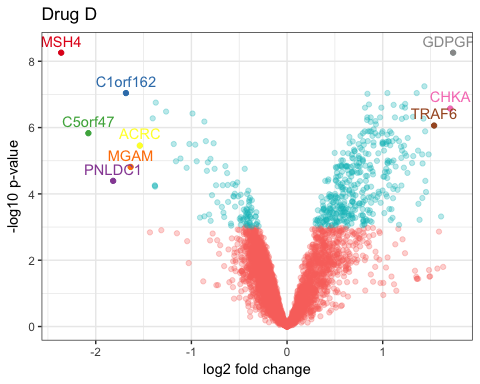 Drug D
MSH4
GDPGP
C1orf162
CHKA
C5orf47
TRAF6
ACRC
MGAM
PNLDC1
-log10 p-value
8
6
4
2
0
-2
-1
0
1
log2 fold change